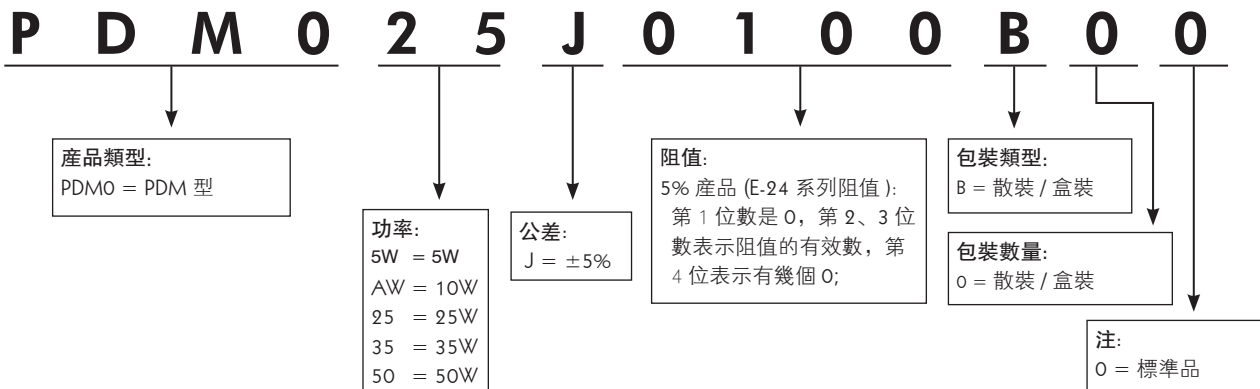 P D M 0 2 5 J 0 1 0 0 B 0 0
産品類型:
PDM0 = PDM 型
功率:
5W = 5W
AW = 10W
25 = 25W
35 = 35W
50 = 50W
公差:
J = ±5%
阻值:
5% 産品 (E-24 系列阻值 ):
第 1 位數是 0，第 2、3 位
數表示阻值的有效數，第
4 位表示有幾個 0;
包裝類型:
B = 散裝 / 盒裝
包裝數量:
0 = 散裝 / 盒裝
注:
0 = 標準品